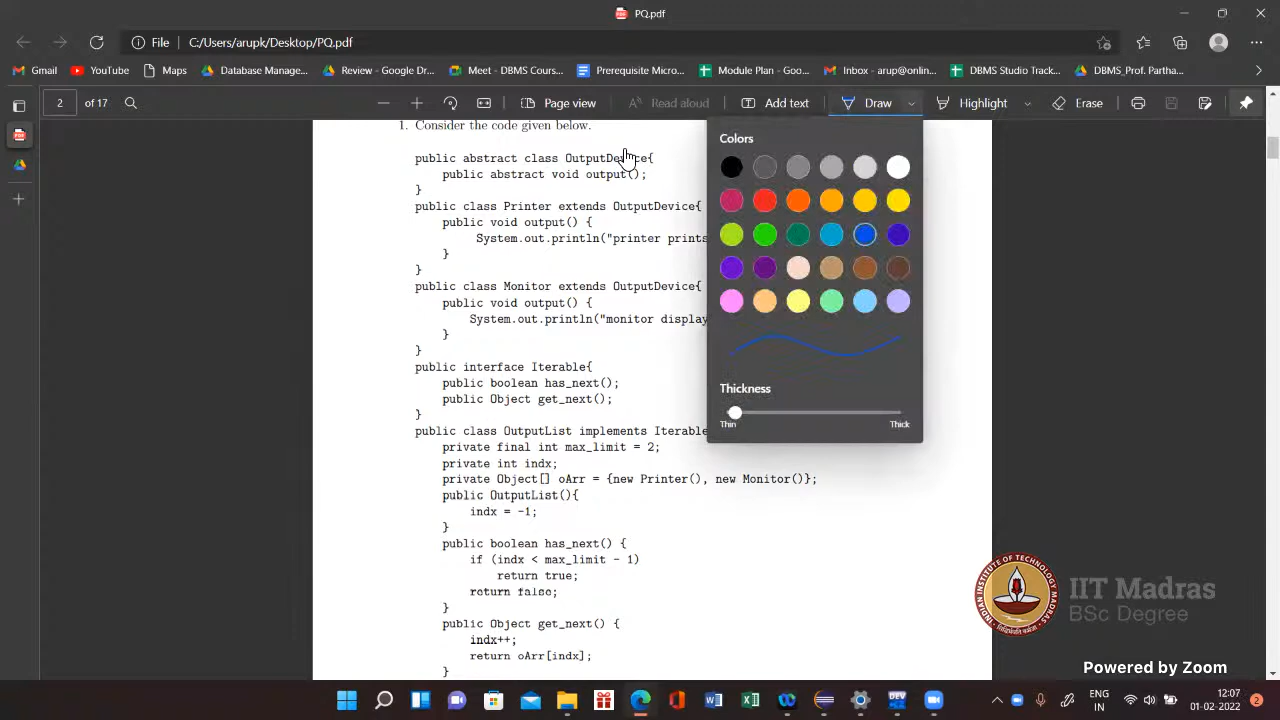 PQ.pdf
File C:/Users/arupk/Desktop/PQ.pdf
Gmail YouTube Maps Database Manage... Review - Google Dr... Meet - DBMS Cours... Prerequisite Micro... Module Plan - Goo... Inbox - arup@onlin... DBMS Studio Track... DBMS_Prof. Partha...
2 of 17 Page view Read aloud Add text Draw Highlight Erase
1. Consider the code given below.
public abstract class OutputDevice{
public abstract void output();
}
public class Printer extends OutputDevice{
public void output() {
System.out.println("printer prints
}
}
public class Monitor extends OutputDevice{
public void output() {
System.out.println("monitor display
}
}
public interface Iterable{
public boolean has_next();
public Object get_next();
}
public class OutputList implements Iterable
private final int max_limit = 2;
private int indx;
private Object[] oArr = {new Printer(), new Monitor()};
public OutputList(){
indx = -1;
}
public boolean has_next() {
if (indx < max_limit - 1)
return true;
return false;
}
public Object get_next() {
indx++;
return oArr[indx];
}
Colors
Thickness
Thin Thick
INDIAN INSTITUTE OF TECHNOLOGY MADRAS
IIT Madras
BSc Degree
Powered by Zoom
ENG
IN
12:07
01-02-2022
2